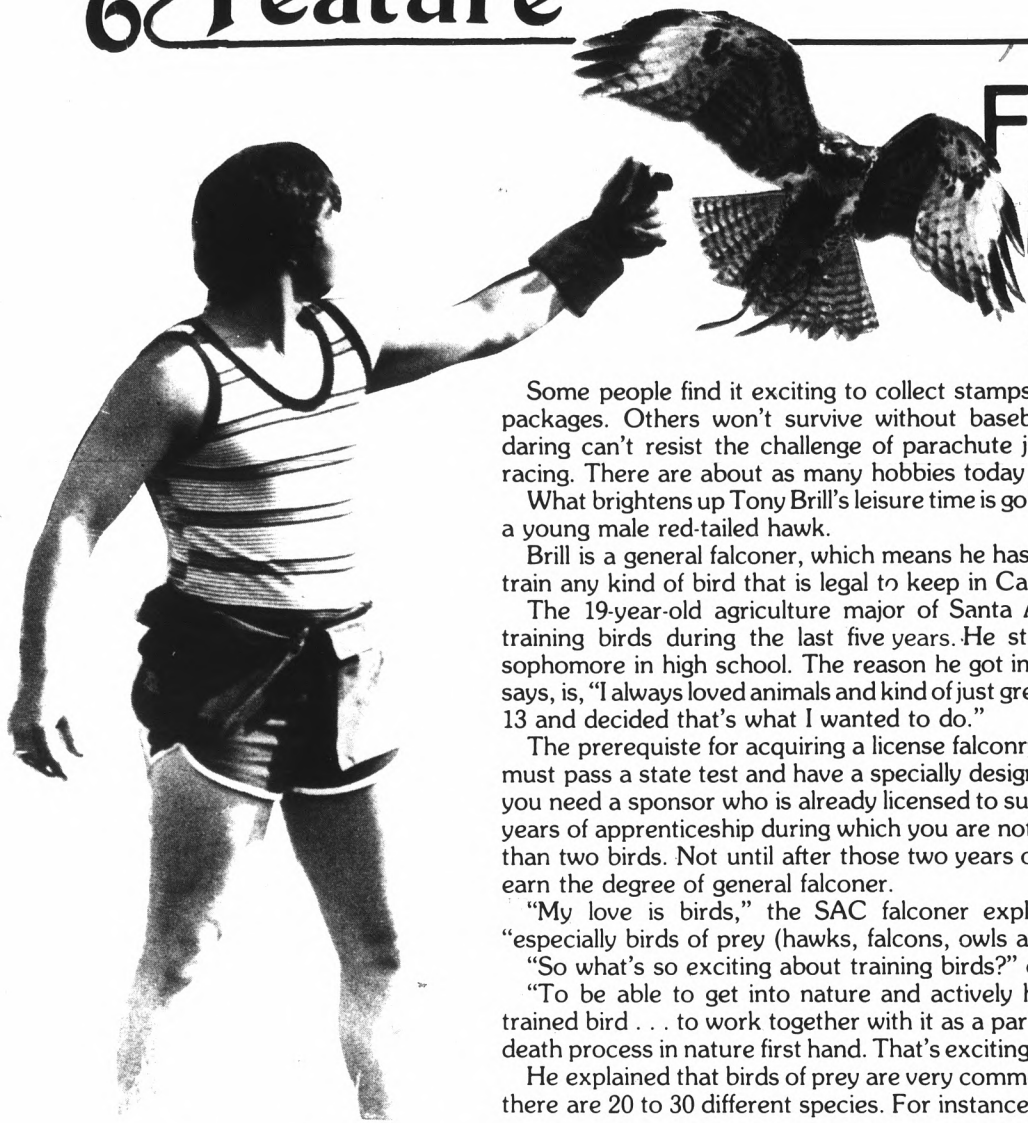 6 Feature
F
Some people find it exciting to collect stamps
packages. Others won't survive without baseb
daring can't resist the challenge of parachute j
racing. There are about as many hobbies today
What brightens up Tony Brill's leisure time is go
a young male red-tailed hawk.
Brill is a general falconer, which means he has
train any kind of bird that is legal to keep in Ca
The 19-year-old agriculture major of Santa A
training birds during the last five years. He st
sophomore in high school. The reason he got in
says, is, “I always loved animals and kind of just gre
13 and decided that's what I wanted to do.”
The prerequiste for acquiring a license falconr
must pass a state test and have a specially design
you need a sponsor who is already licensed to su
years of apprenticeship during which you are not
than two birds. Not until after those two years c
earn the degree of general falconer.
“My love is birds,” the SAC falconer expl
“especially birds of prey (hawks, falcons, owls a
“So what's so exciting about training birds?”
“To be able to get into nature and actively h
trained bird . . . to work together with it as a par
death process in nature first hand. That's exciting
He explained that birds of prey are very comm
there are 20 to 30 different species. For instance